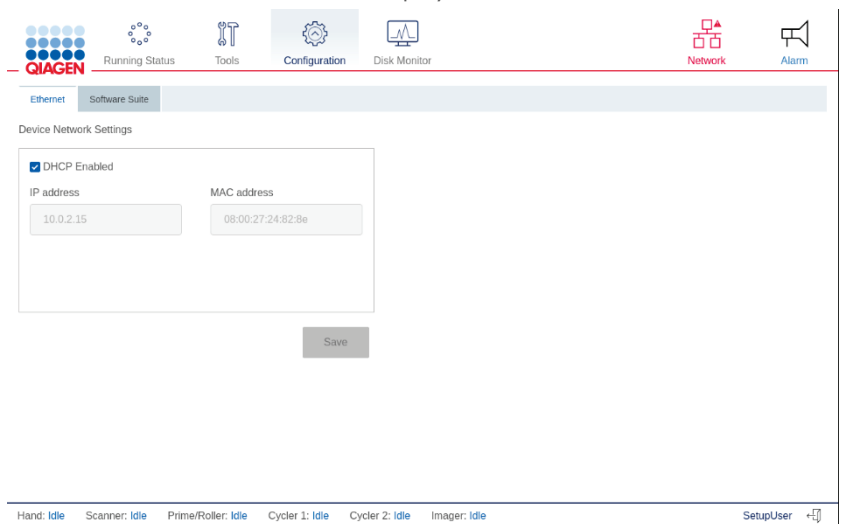 QIAGEN
Running Status
Tools
Configuration
Disk Monitor
Network
Alarm
Ethernet
Software Suite
Device Network Settings
DHCP Enabled
IP address
MAC address
10.0.2.15
08:00:27:24:82:8e
Save
Hand: Idle
Scanner: Idle
Prime/Roller: Idle
Cycler 1: Idle
Cycler 2: Idle
Imager: Idle
SetupUser